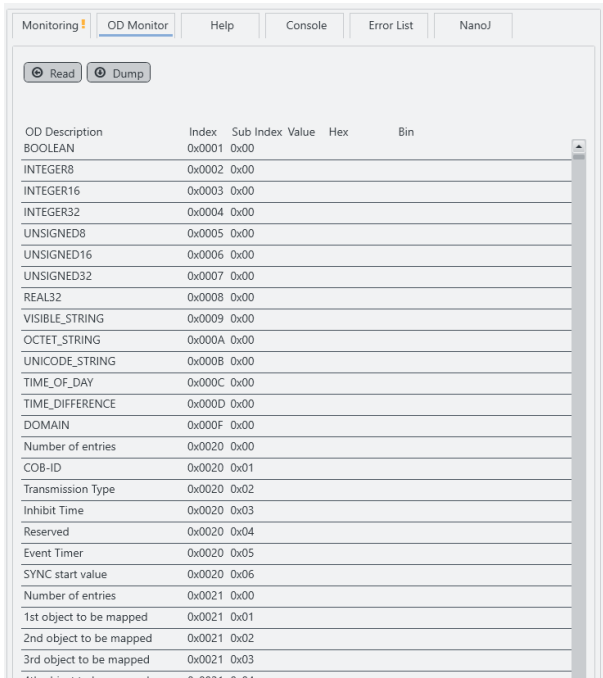 Monitoring! OD Monitor Help Console Error List NanoJ
Read Dump
OD Description Index Sub Index Value Hex Bin
BOOLEAN 0x0001 0x00
INTEGER8 0x0002 0x00
INTEGER16 0x0003 0x00
INTEGER32 0x0004 0x00
UNSIGNED8 0x0005 0x00
UNSIGNED16 0x0006 0x00
UNSIGNED32 0x0007 0x00
REAL32 0x0008 0x00
VISIBLE_STRING 0x0009 0x00
OCTET_STRING 0x000A 0x00
UNICODE_STRING 0x000B 0x00
TIME_OF_DAY 0x000C 0x00
TIME_DIFFERENCE 0x000D 0x00
DOMAIN 0x000F 0x00
Number of entries 0x0020 0x00
COB-ID 0x0020 0x01
Transmission Type 0x0020 0x02
Inhibit Time 0x0020 0x03
Reserved 0x0020 0x04
Event Timer 0x0020 0x05
SYNC start value 0x0020 0x06
Number of entries 0x0021 0x00
1st object to be mapped 0x0021 0x01
2nd object to be mapped 0x0021 0x02
3rd object to be mapped 0x0021 0x03